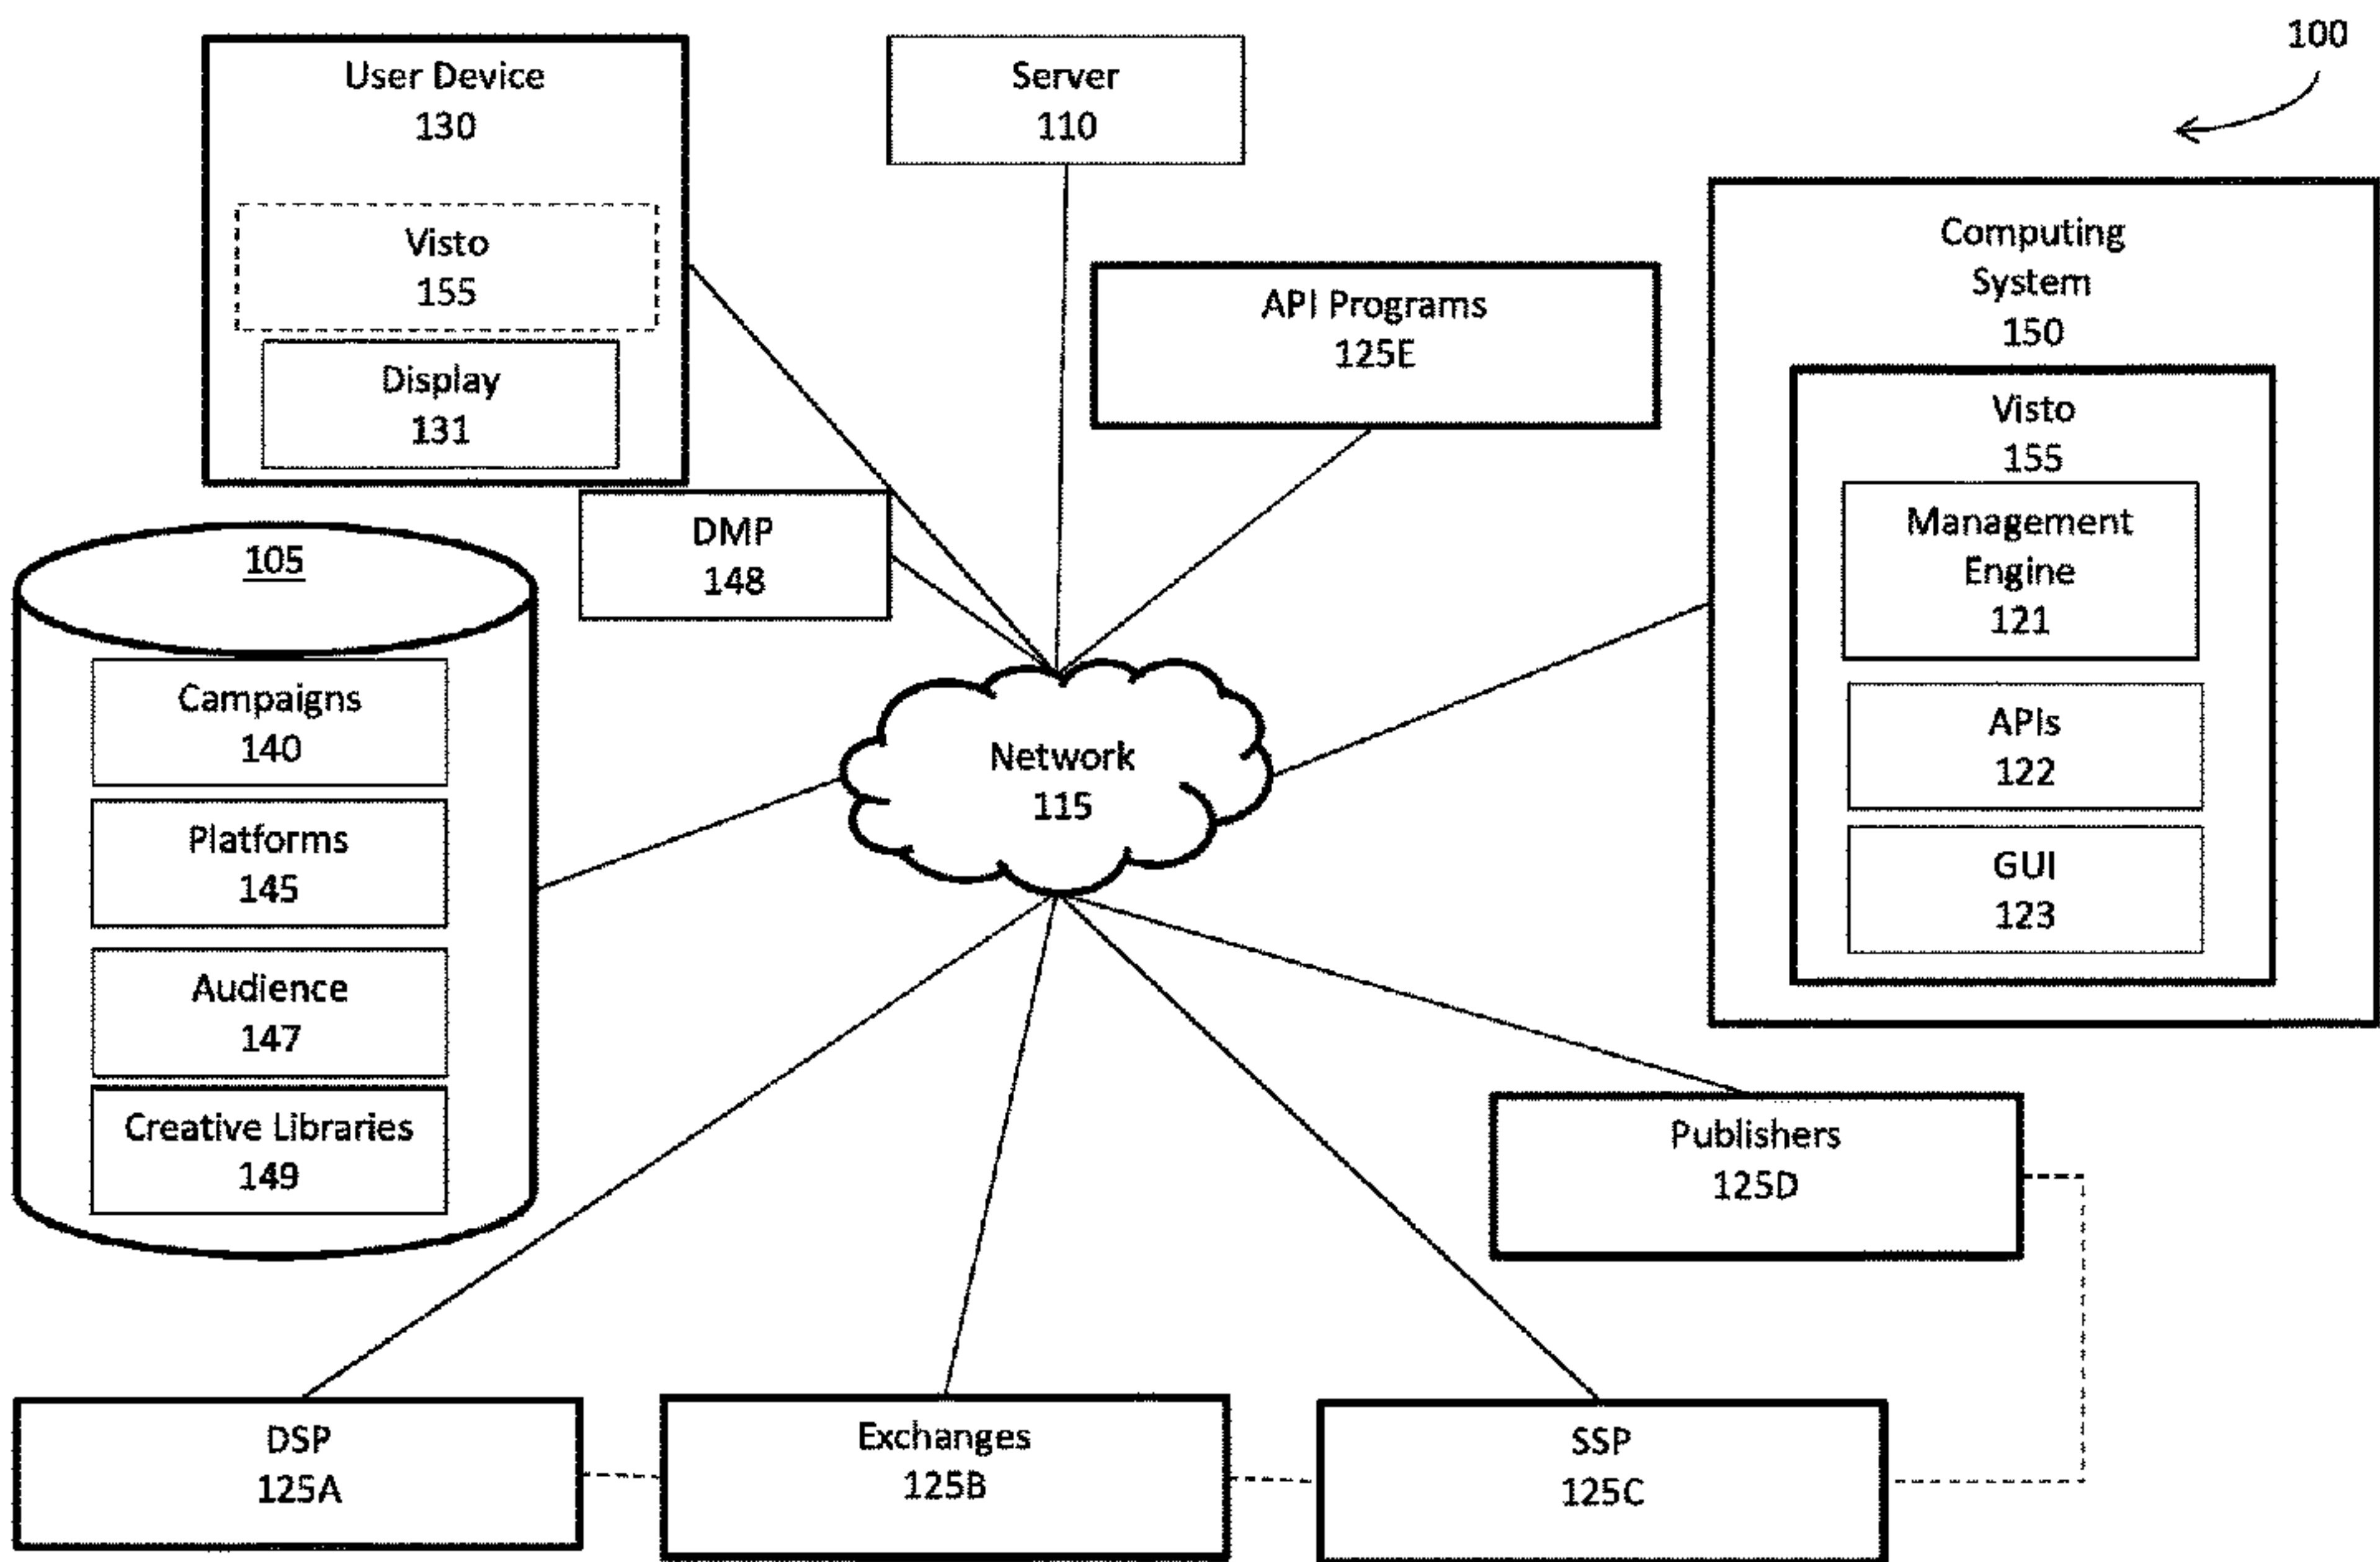 100
User Device
130
Visto
155
Display
131
Server
110
API Programs
125E
Computing
System
150
Visto
155
Management
Engine
121
APIs
122
GUI
123
DMP
148
105
Campaigns
140
Platforms
145
Audience
147
Creative Libraries
149
Network
115
Publishers
125D
DSP
125A
Exchanges
125B
SSP
125C